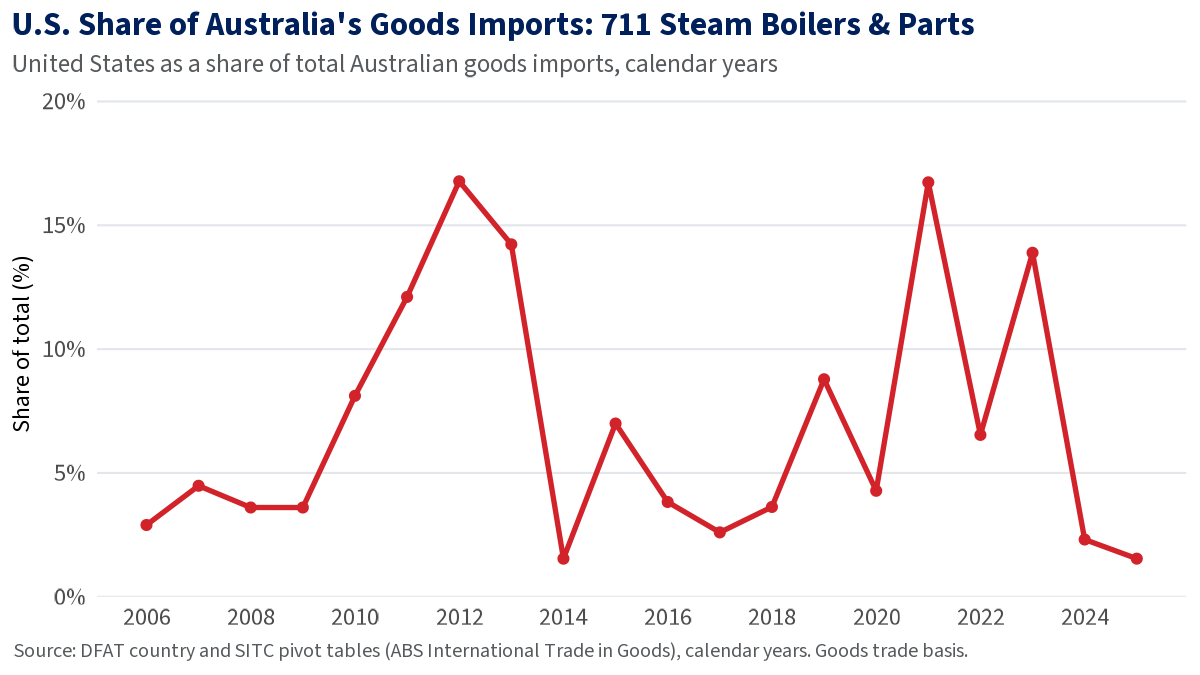 U.S. Share of Australia's Goods Imports: 711 Steam Boilers & Parts
United States as a share of total Australian goods imports, calendar years
20%
15%
10%
5%
0%
Share of total (%)
2006 2008 2010 2012 2014 2016 2018 2020 2022 2024
Source: DFAT country and SITC pivot tables (ABS International Trade in Goods), calendar years. Goods trade basis.